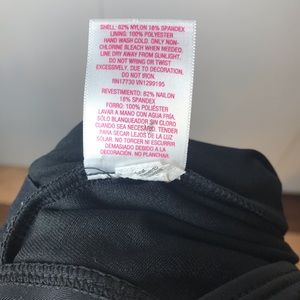 SHELL: 82% NYLON 18% SPANDEX
LINING: 100% POLYESTER
HAND WASH COLD. ONLY NON-
CHLORINE BLEACH WHEN NEEDED.
LINE DRY AWAY FROM SUNLIGHT.
DO NOT WRING OR TWIST
EXCESSIVELY, DUE TO DECORATION.
DO NOT IRON.
RN17730 VN1299195
REVESTIMIENTO: 82% NAILON
18% SPANDEX
FORRO: 100% POLIÉSTER
LAVAR A MANO CON AGUA FRÍA.
SÓLO BLANQUEADOR SIN CLORO
CUANDO SEA NECESARIO. TENDER
PARA SECAR LEJOS DE LA LUZ
SOLAR. NO TORCER NI ESCURRIR
DEMASIADO DEBIDO A LA
DECORACIÓN. NO PLANCHAR.